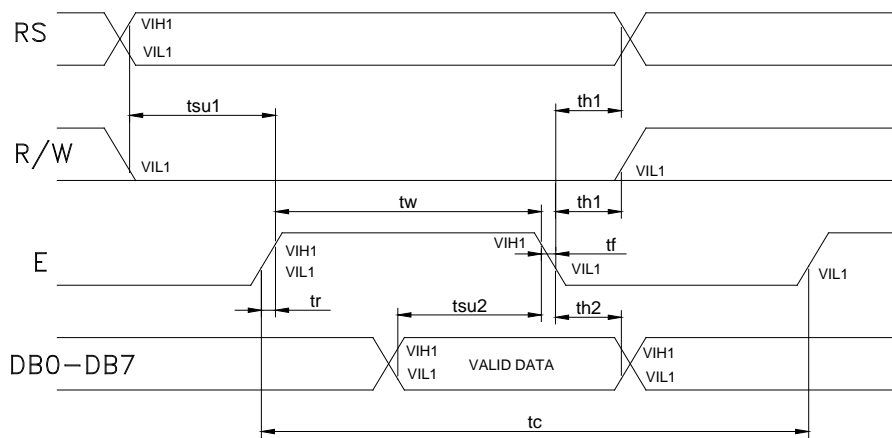 RS
VIH1
VIL1
tsu1
th1
R/W
VIL1
VIL1
tw
th1
E
VIH1
VIL1
VIH1
tf
VIL1
VIL1
tr
tsu2
th2
DB0-DB7
VIH1
VIL1
VALID DATA
VIH1
VIL1
tc